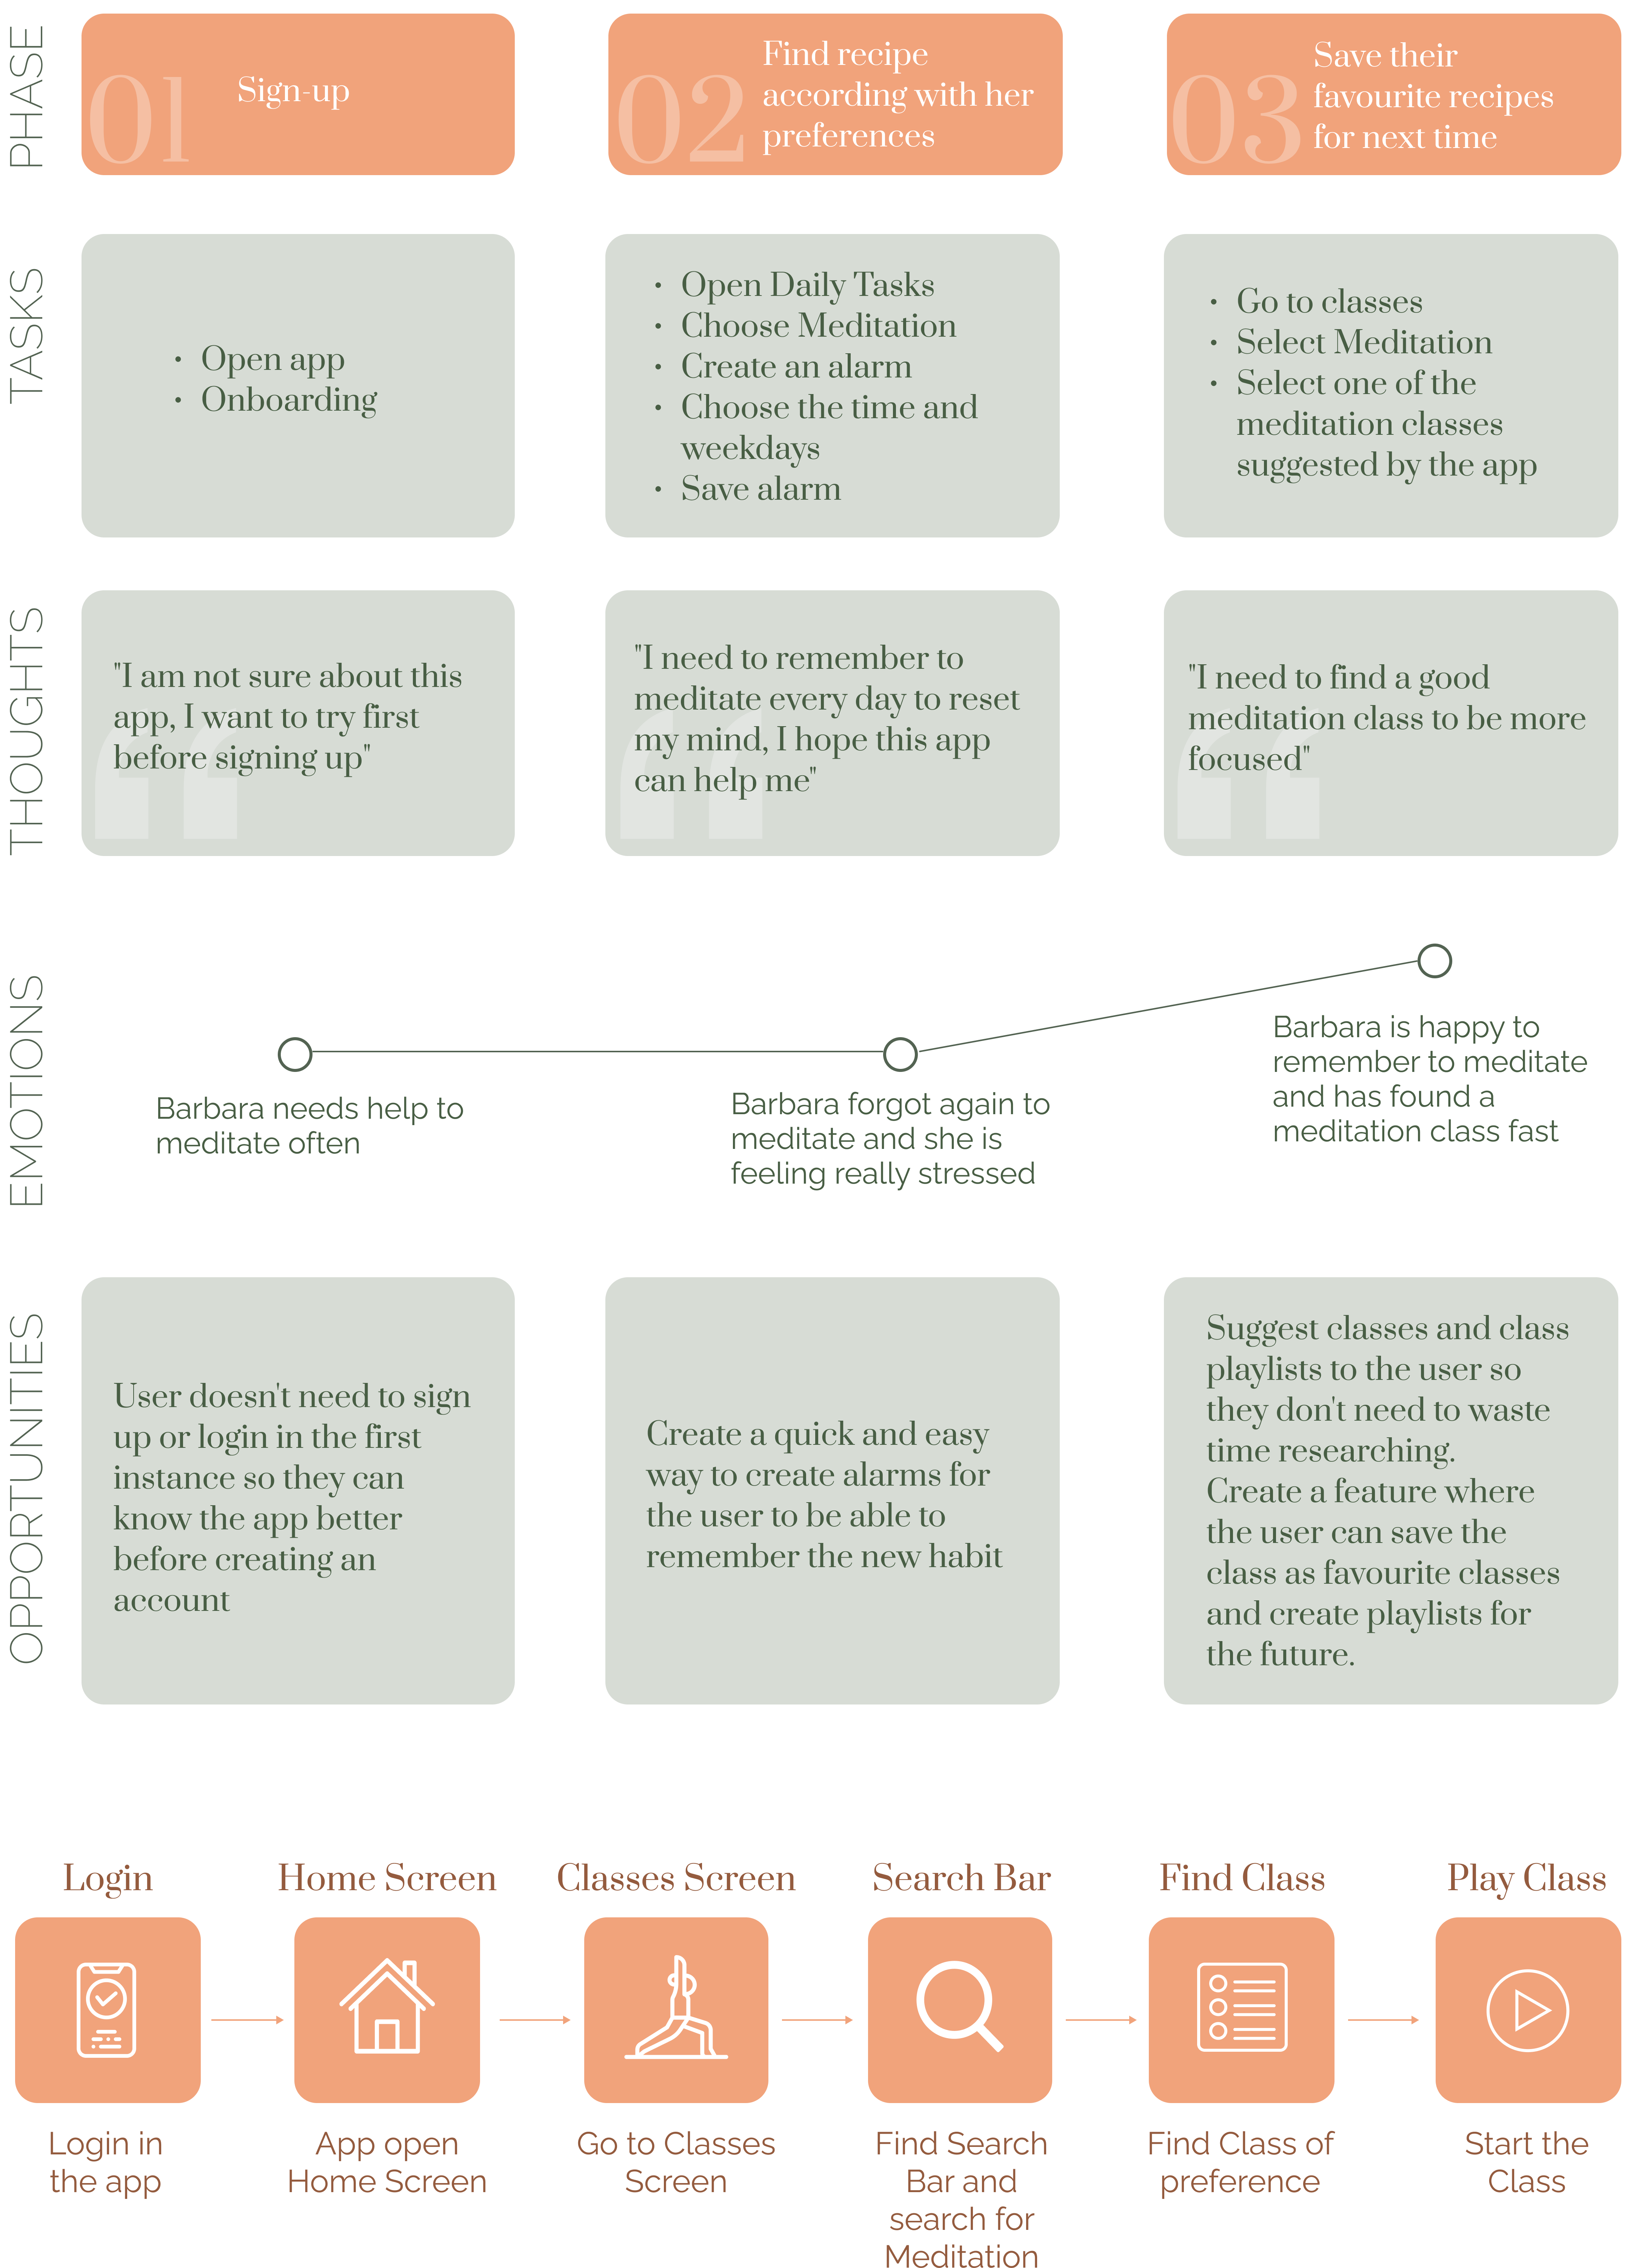 PHASE
01
Sign-up
02
Find recipe
according with her
preferences
03
Save their
favourite recipes
for next time
TASKS
• Open app
• Onboarding
• Open Daily Tasks
• Choose Meditation
• Create an alarm
• Choose the time and
weekdays
• Save alarm
• Go to classes
• Select Meditation
• Select one of the
meditation classes
suggested by the app
THOUGHTS
"I am not sure about this
app, I want to try first
before signing up"
"I need to remember to
meditate every day to reset
my mind, I hope this app
can help me"
"I need to find a good
meditation class to be more
focused"
EMOTIONS
Barbara needs help to
meditate often
Barbara forgot again to
meditate and she is
feeling really stressed
Barbara is happy to
remember to meditate
and has found a
meditation class fast
OPPORTUNITIES
User doesn't need to sign
up or login in the first
instance so they can
know the app better
before creating an
account
Create a quick and easy
way to create alarms for
the user to be able to
remember the new habit
Suggest classes and class
playlists to the user so
they don't need to waste
time researching.
Create a feature where
the user can save the
class as favourite classes
and create playlists for
the future.
Login
Login in
the app
Home Screen
App open
Home Screen
Classes Screen
Go to Classes
Screen
Search Bar
Find Search
Bar and
search for
Meditation
Find Class
Find Class of
preference
Play Class
Start the
Class